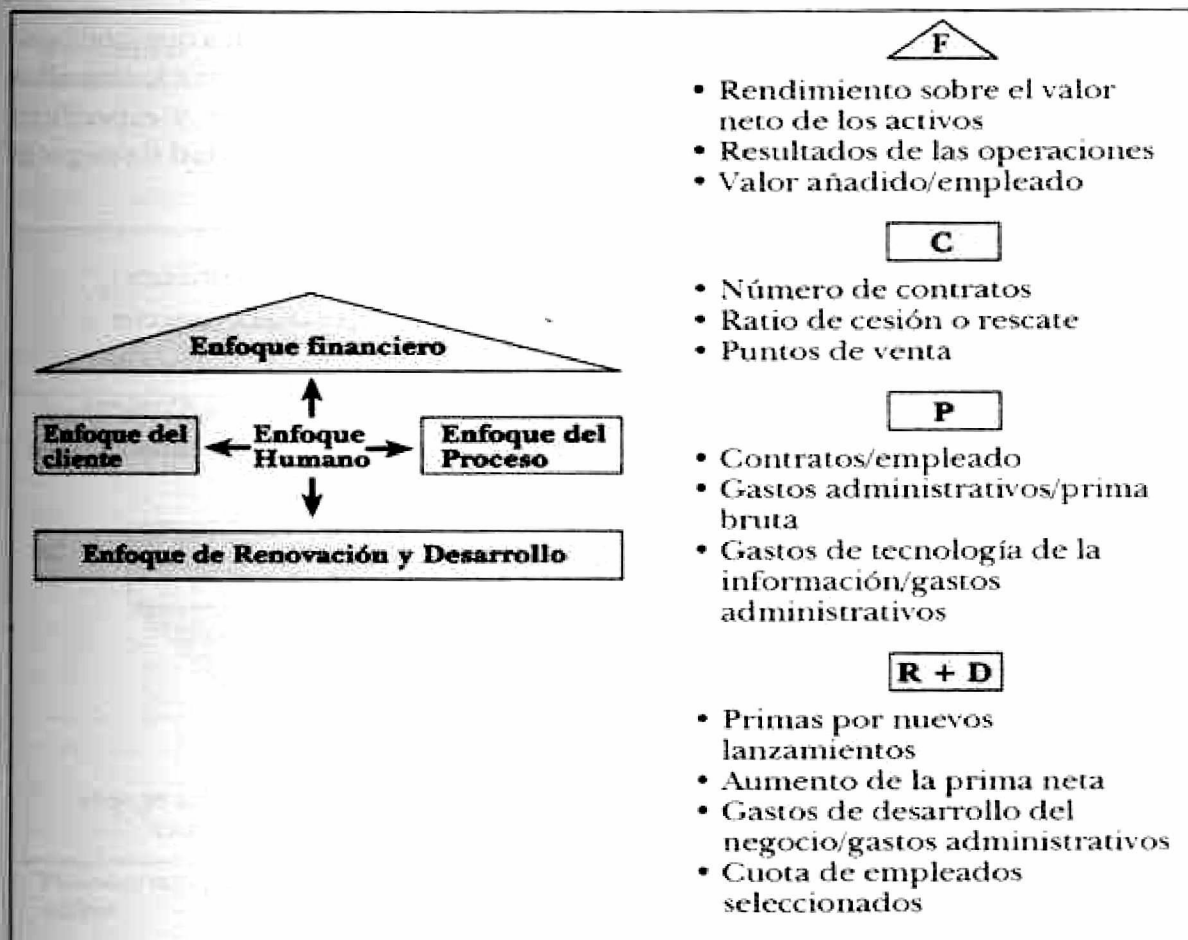 Enfoque financiero
Enfoque del
cliente
Enfoque
Humano
Enfoque del
Proceso
Enfoque de Renovación y Desarrollo
F
• Rendimiento sobre el valor
neto de los activos
• Resultados de las operaciones
• Valor añadido/empleado
C
• Número de contratos
• Ratio de cesión o rescate
• Puntos de venta
P
• Contratos/empleado
• Gastos administrativos/prima
bruta
• Gastos de tecnología de la
información/gastos
administrativos
R + D
• Primas por nuevos
lanzamientos
• Aumento de la prima neta
• Gastos de desarrollo del
negocio/gastos administrativos
• Cuota de empleados
seleccionados